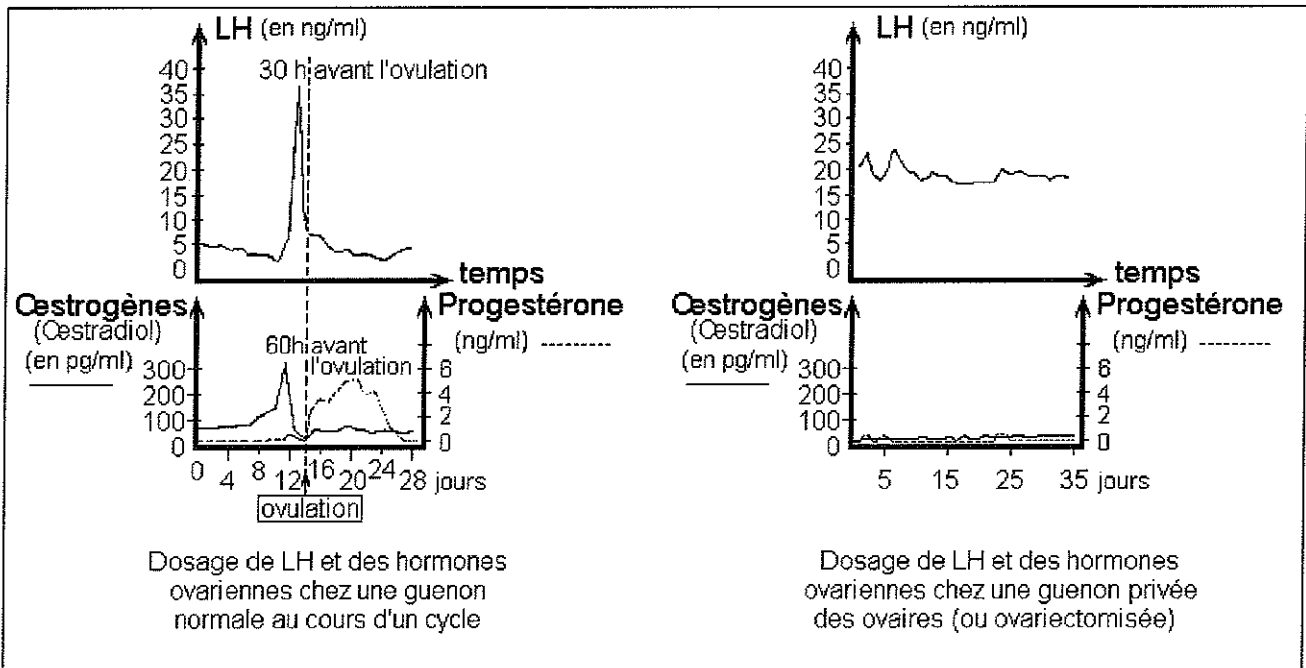 LH (en ng/ml)
30 h avant l'ovulation
40
35
30
25
20
15
10
5
0
temps
Œstrogènes
(Œstradiol)
(en pg/ml)
Progestérone
(ng/ml)
60h avant
l'ovulation
300
200
100
0
6
4
2
0
0 4 8 12 16 20 24 28 jours
ovulation
Dosage de LH et des hormones
ovariennes chez une guenon
normale au cours d'un cycle
LH (en ng/ml)
40
35
30
25
20
15
10
5
0
temps
Œstrogènes
(Œstradiol)
(en pg/ml)
Progestérone
(ng/ml)
300
200
100
0
6
4
2
0
5 15 25 35 jours
Dosage de LH et des hormones
ovariennes chez une guenon privée
des ovaires (ou ovariectomisée)